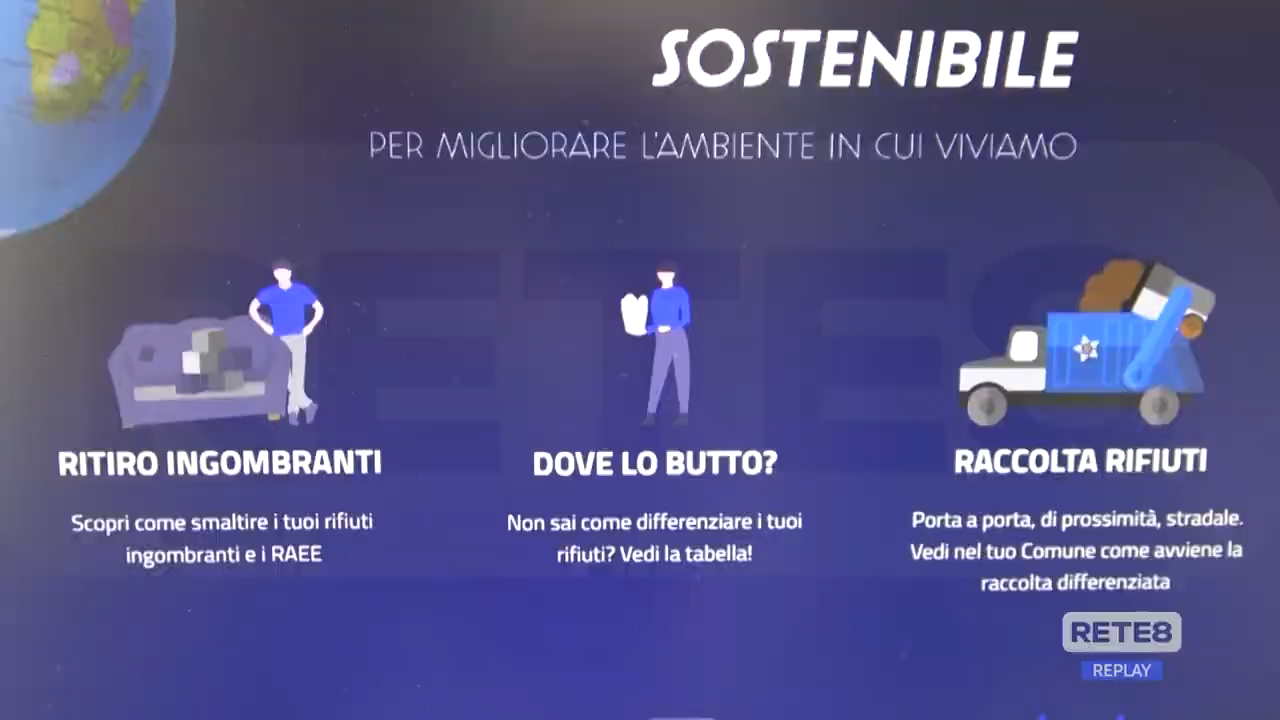 SOSTENIBILE
PER MIGLIORARE L'AMBIENTE IN CUI VIVIAMO
RITIRO INGOMBRANTI
Scopri come smaltire i tuoi rifiuti
ingombranti e i RAEE
DOVE LO BUTTO?
Non sai come differenziare i tuoi
rifiuti? Vedi la tabella!
RACCOLTA RIFIUTI
Porta a porta, di prossimità, stradale.
Vedi nel tuo Comune come avviene la
raccolta differenziata
RETE8
REPLAY